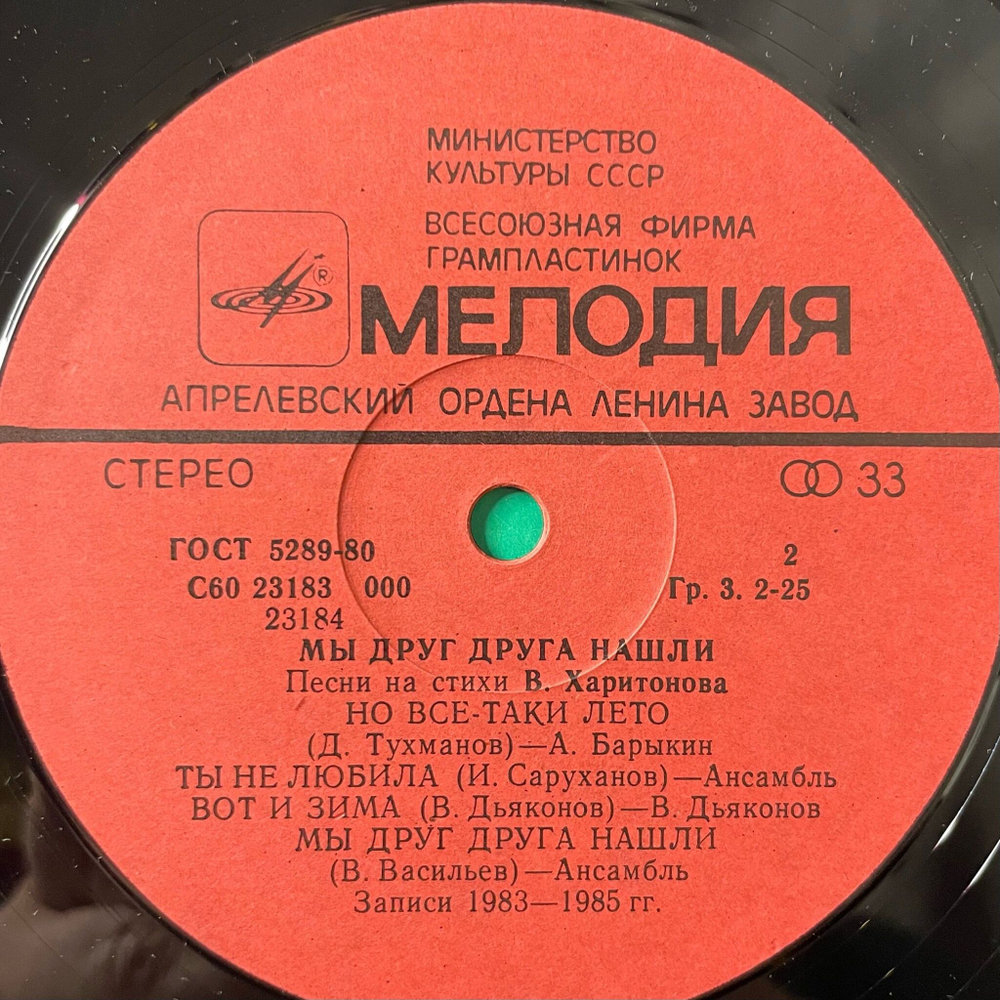 МИНИСТЕРСТВО
КУЛЬТУРЫ СССР
ВСЕСОЮЗНАЯ ФИРМА
ГРАМПЛАСТИНОК
®
МЕЛОДИЯ
АПРЕЛЕВСКИЙ ОРДЕНА ЛЕНИНА ЗАВОД
СТЕРЕО 33
ГОСТ 5289-80 2
С60 23183 000 Гр. 3. 2-25
23184
МЫ ДРУГ ДРУГА НАШЛИ
Песни на стихи В. Харитонова
НО ВСЕ-ТАКИ ЛЕТО
(Д. Тухманов)—А. Барыкин
ТЫ НЕ ЛЮБИЛА (И. Саруханов)—Ансамбль
ВОТ И ЗИМА (В. Дьяконов)—В. Дьяконов
МЫ ДРУГ ДРУГА НАШЛИ
(В. Васильев)—Ансамбль
Записи 1983—1985 гг.